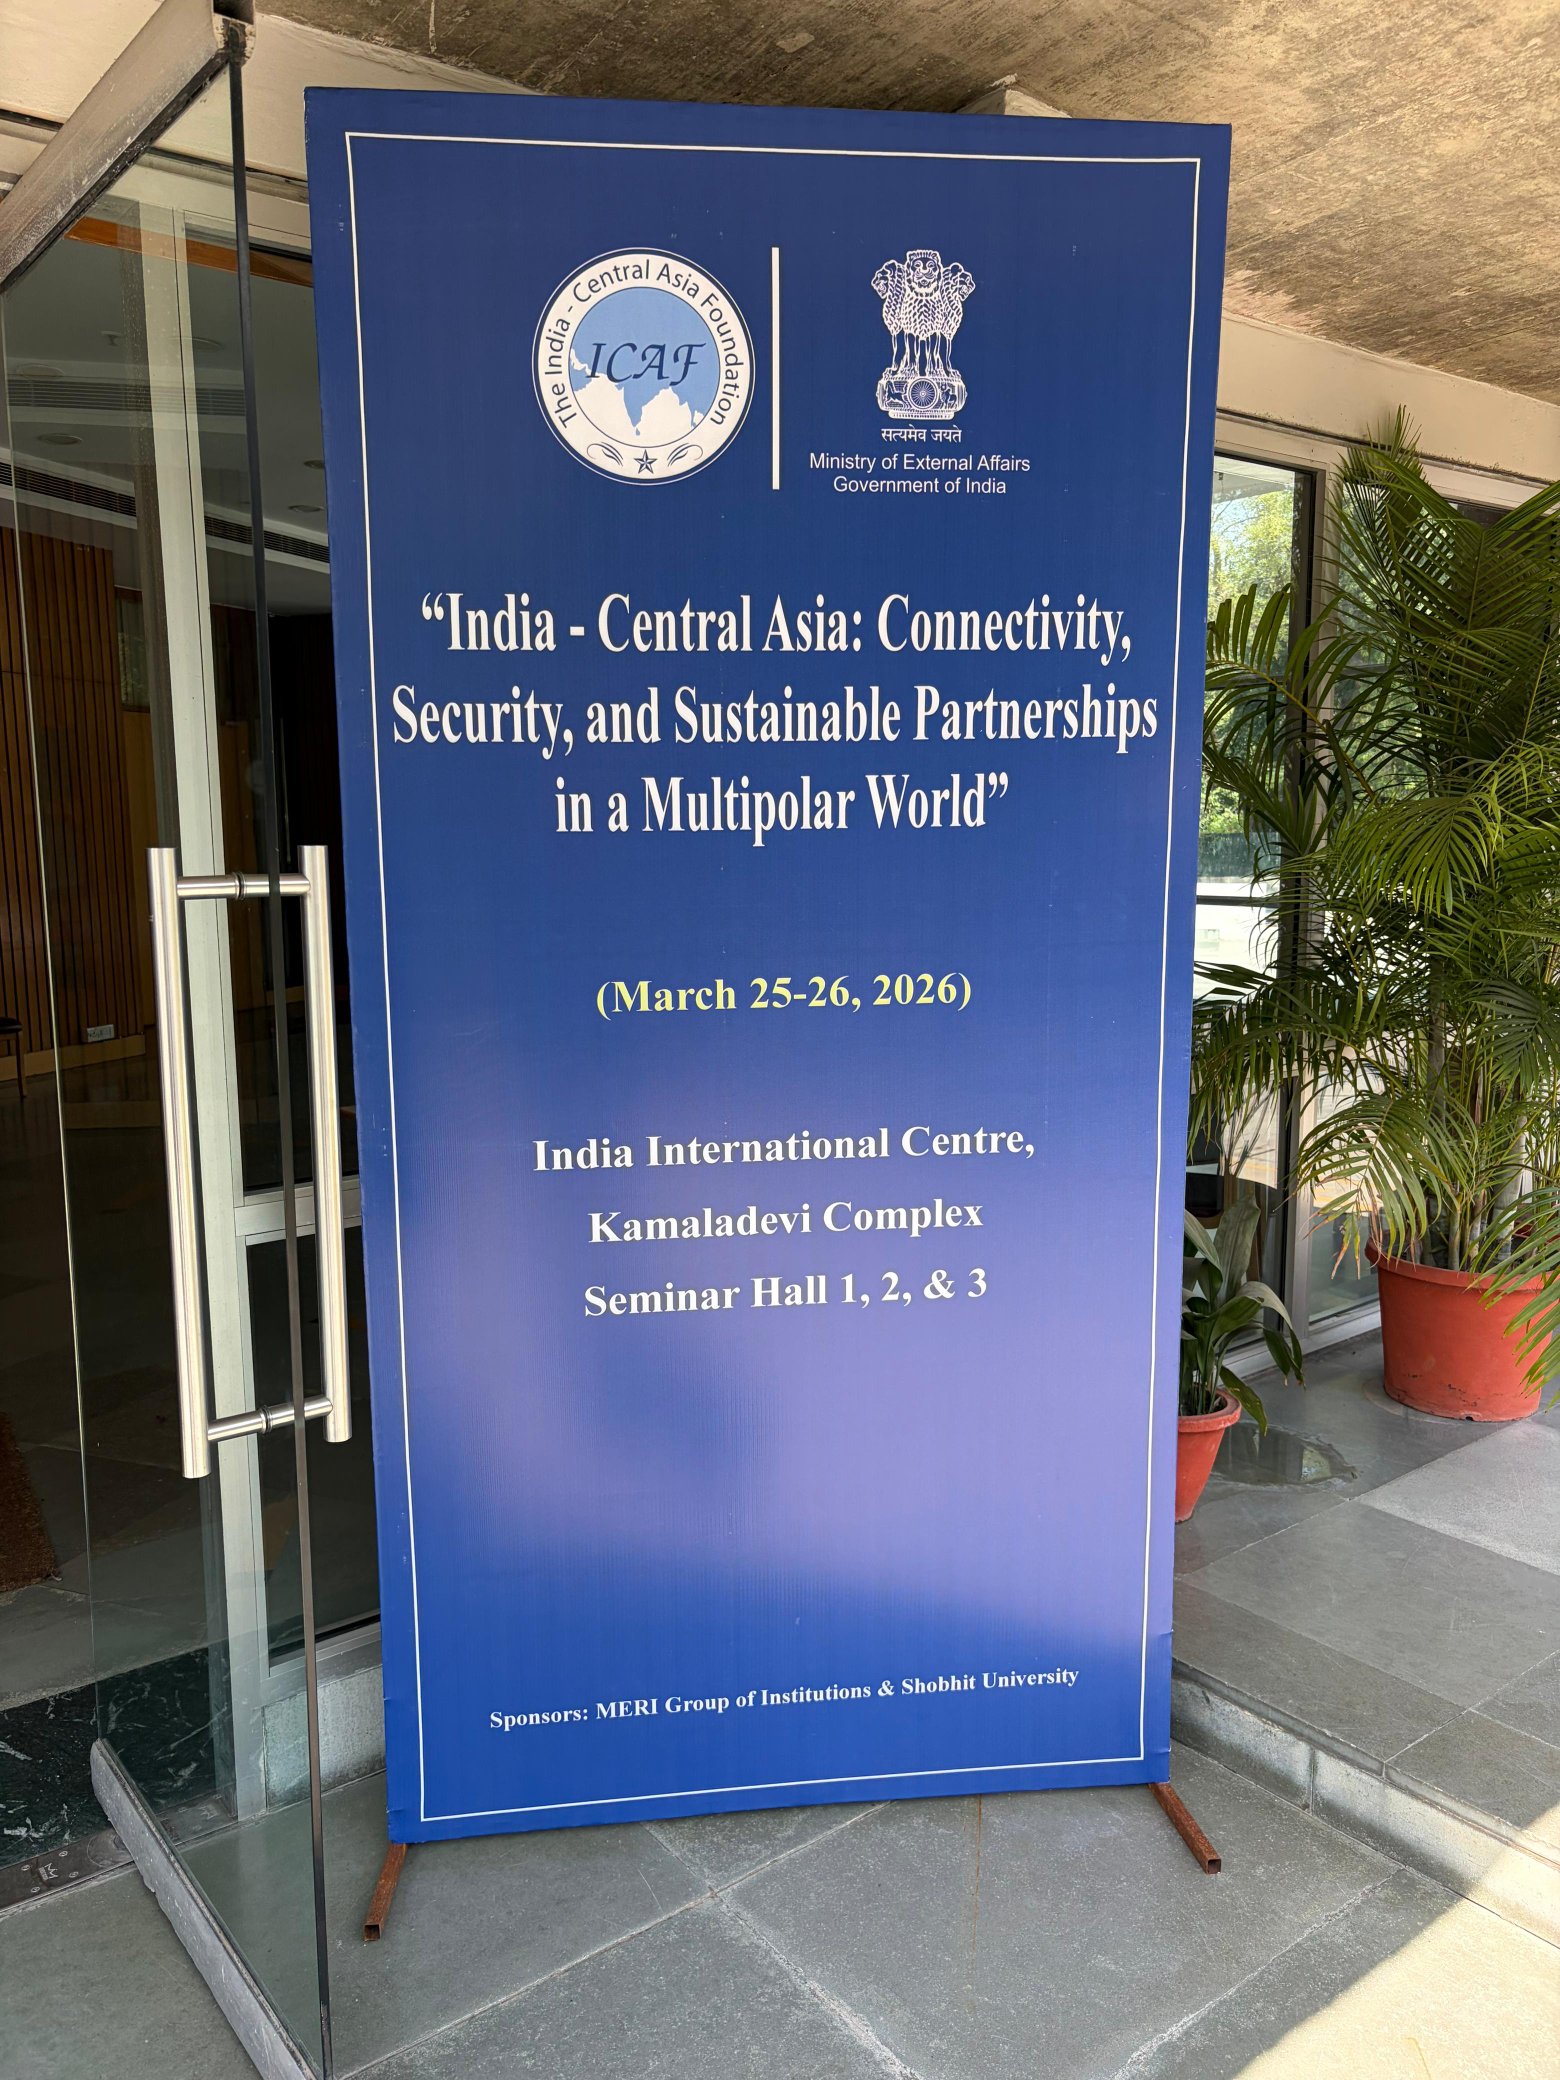 The India - Central Asia Foundation
ICAF
सत्यमेव जयते
Ministry of External Affairs
Government of India
“India - Central Asia: Connectivity,
Security, and Sustainable Partnerships
in a Multipolar World”
(March 25-26, 2026)
India International Centre,
Kamaladevi Complex
Seminar Hall 1, 2, & 3
Sponsors: MERI Group of Institutions & Shobhit University